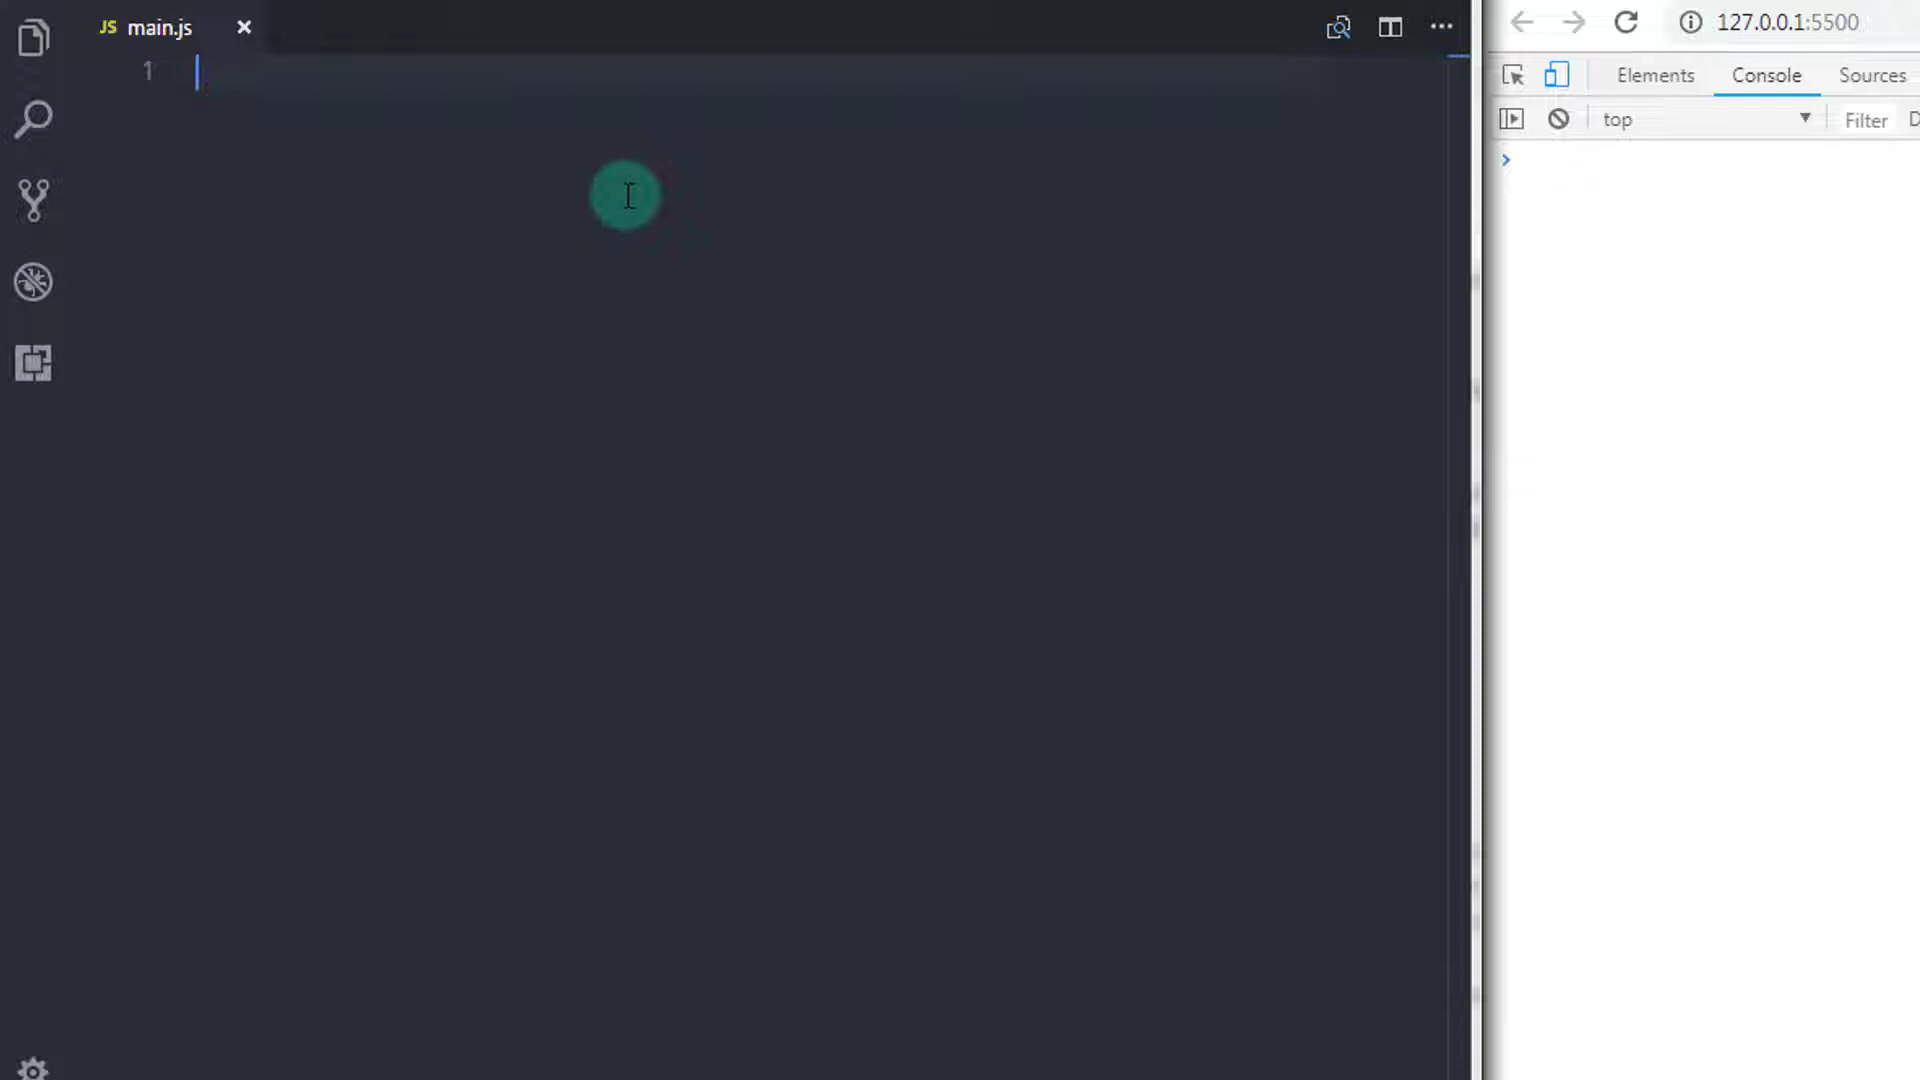 JS main.js
1
127.0.0.1:5500
Elements Console Sources
top Filter D